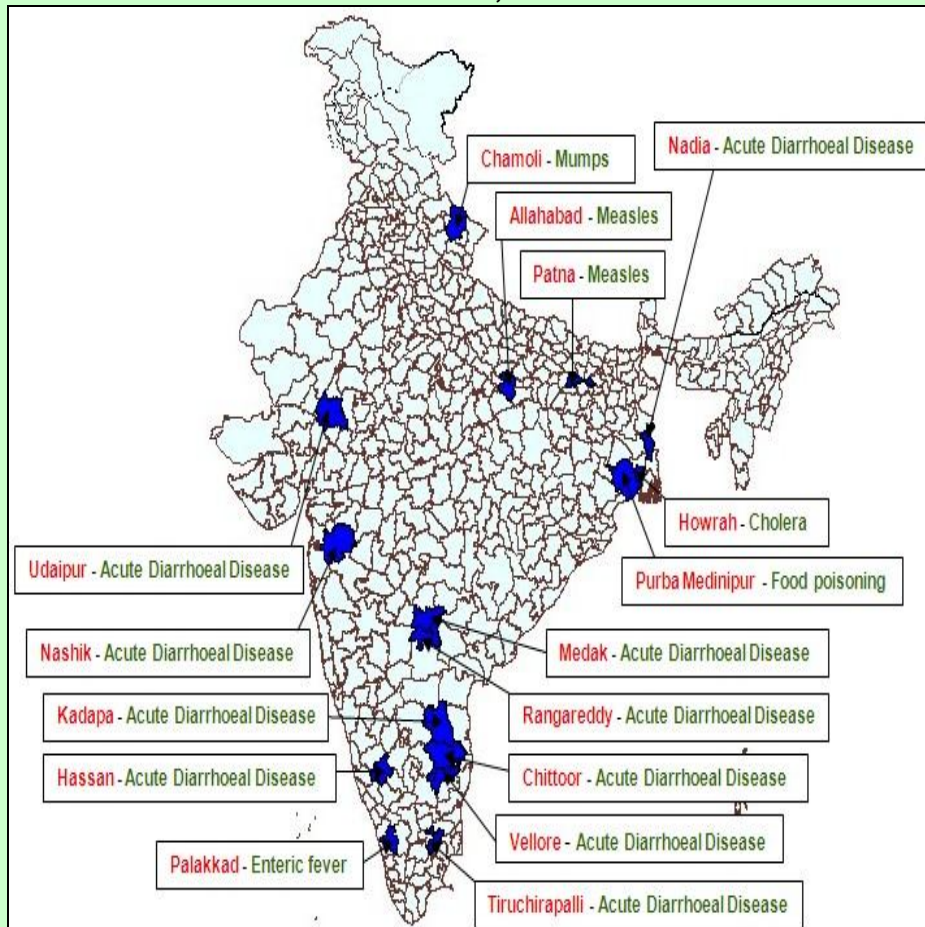 Nadia - Acute Diarrhoeal Disease
Chamoli - Mumps
Allahabad - Measles
Patna - Measles
Howrah - Cholera
Udaipur - Acute Diarrhoeal Disease
Purba Medinipur - Food poisoning
Nashik - Acute Diarrhoeal Disease
Medak - Acute Diarrhoeal Disease
Kadapa - Acute Diarrhoeal Disease
Rangareddy - Acute Diarrhoeal Disease
Hassan - Acute Diarrhoeal Disease
Chittoor - Acute Diarrhoeal Disease
Vellore - Acute Diarrhoeal Disease
Palakkad - Enteric fever
Tiruchirapalli - Acute Diarrhoeal Disease